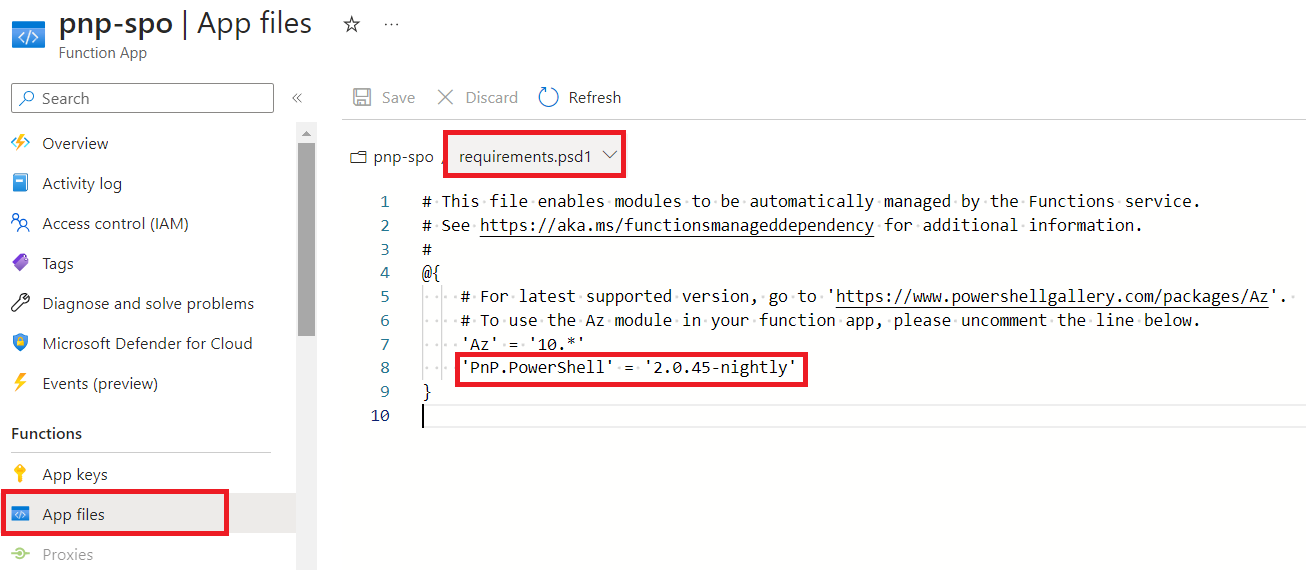 pnp-spo | App files
Function App
Search
Overview
Activity log
Access control (IAM)
Tags
Diagnose and solve problems
Microsoft Defender for Cloud
Events (preview)
Functions
App keys
App files
Proxies
Save Discard Refresh
pnp-spo / requirements.psd1
1 # This file enables modules to be automatically managed by the Functions service.
2 # See https://aka.ms/functionsmanageddependency for additional information.
3 #
4 @{
5 # For latest supported version, go to 'https://www.powershellgallery.com/packages/Az'.
6 # To use the Az module in your function app, please uncomment the line below.
7 'Az' = '10.*'
8 'PnP.PowerShell' = '2.0.45-nightly'
9 }
10